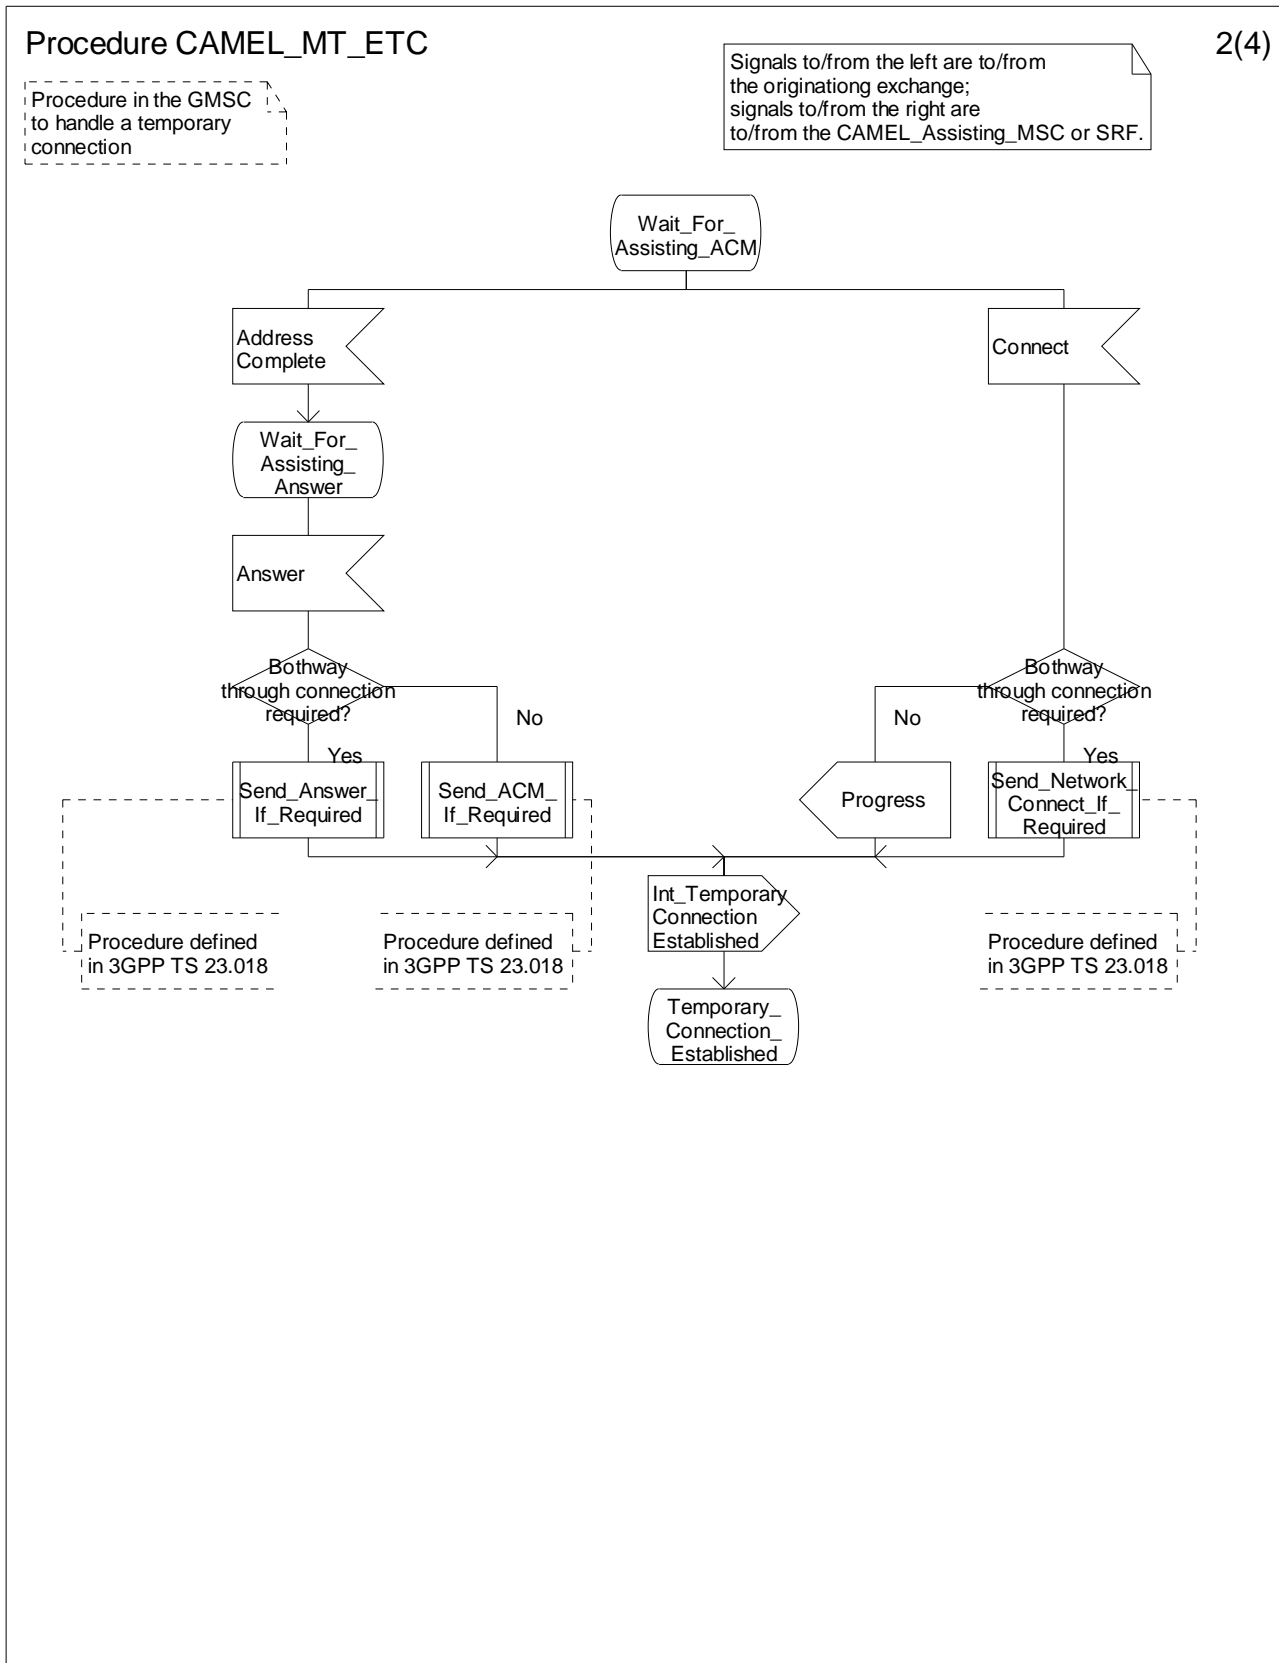 Procedure CAMEL_MT_ETC
2(4)
Procedure in the GMSC
to handle a temporary
connection
Signals to/from the left are to/from
the originationg exchange;
signals to/from the right are
to/from the CAMEL_Assisting_MSC or SRF.
Wait_For_
Assisting_ACM
Address
Complete
Connect
Wait_For_
Assisting_
Answer
Answer
Bothway
through connection
required?
No
Yes
Bothway
through connection
required?
No
Yes
Send_Answer_
If_Required
Send_ACM_
If_Required
Progress
Send_Network_
Connect_If_
Required
Int_Temporary
Connection
Established
Procedure defined
in 3GPP TS 23.018
Procedure defined
in 3GPP TS 23.018
Procedure defined
in 3GPP TS 23.018
Temporary_
Connection_
Established